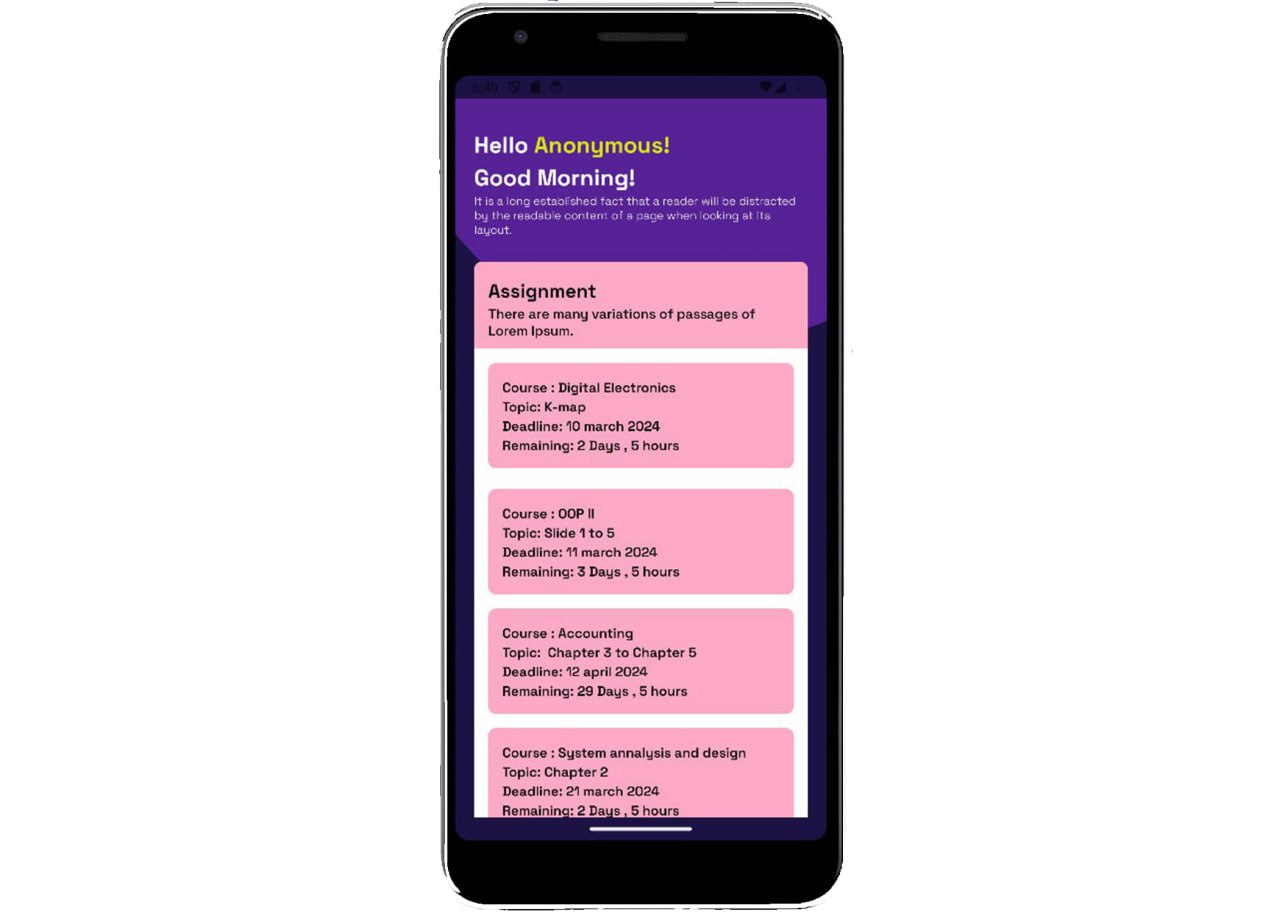 6:40
Hello Anonymous!
Good Morning!
It is a long established fact that a reader will be distracted
by the readable content of a page when looking at its
layout.
Assignment
There are many variations of passages of
Lorem Ipsum.
Course : Digital Electronics
Topic: K-map
Deadline: 10 march 2024
Remaining: 2 Days , 5 hours
Course : OOP II
Topic: Slide 1 to 5
Deadline: 11 march 2024
Remaining: 3 Days , 5 hours
Course : Accounting
Topic:  Chapter 3 to Chapter 5
Deadline: 12 april 2024
Remaining: 29 Days , 5 hours
Course : System annalysis and design
Topic: Chapter 2
Deadline: 21 march 2024
Remaining: 2 Days , 5 hours